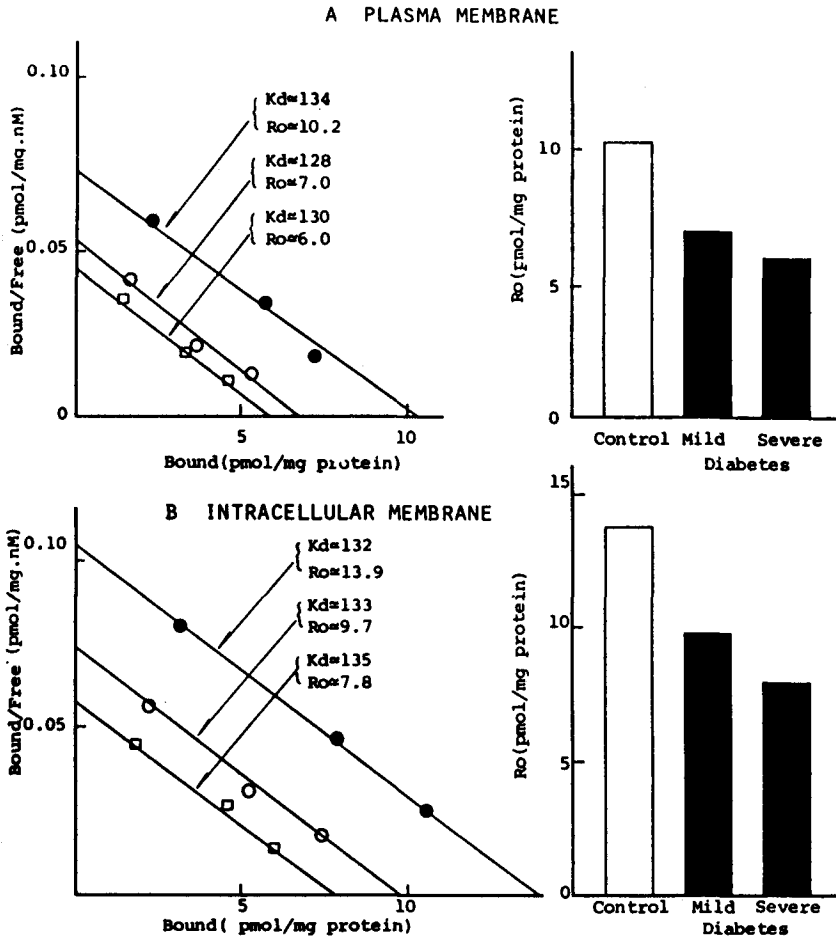 A PLASMA MEMBRANE
0.10
0.05
0
Bound/Free (pmol/mg.nM)
Kd≃134
Ro≃10.2
Kd≃128
Ro≃7.0
Kd≃130
Ro≃6.0
5
10
Bound(pmol/mg protein)
Ro(pmol/mg protein)
10
5
0
Control Mild Severe
Diabetes
B INTRACELLULAR MEMBRANE
0.10
0.05
Bound/Free (pmol/mg.nM)
Kd≃132
Ro≃13.9
Kd≃133
Ro≃9.7
Kd≃135
Ro≃7.8
5
10
Bound( pmol/mg protein)
Ro(pmol/mg protein)
15
10
5
0
Control Mild Severe
Diabetes